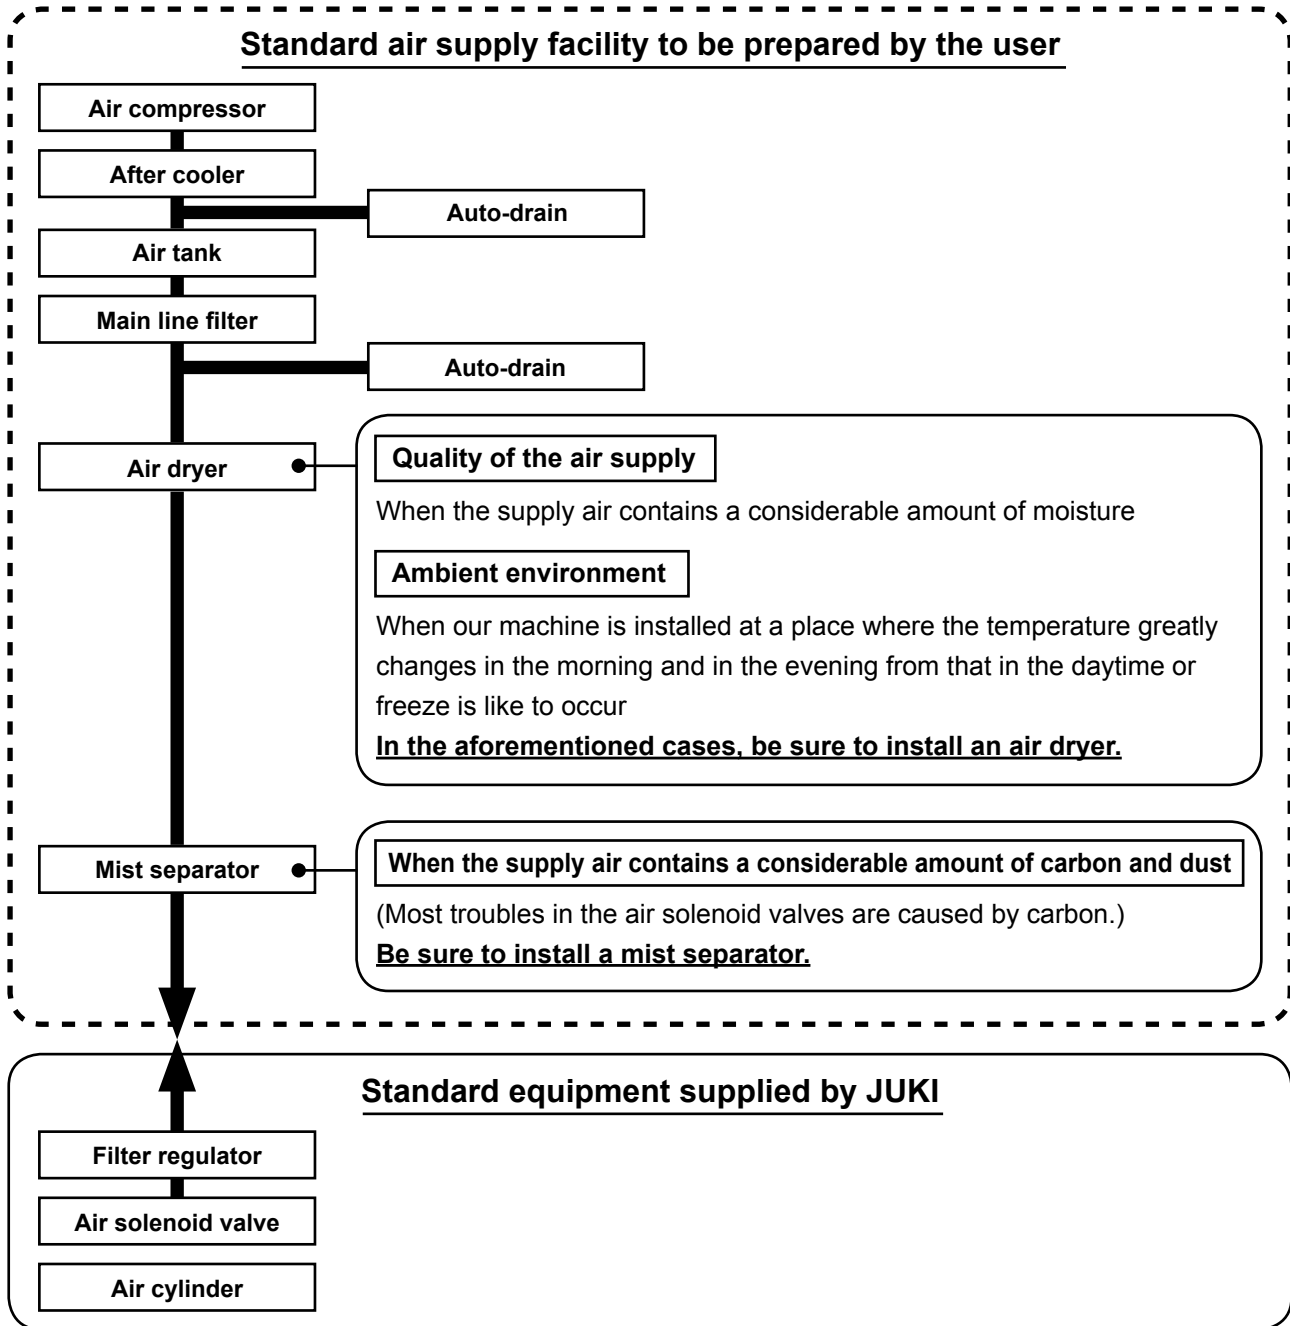 Standard air supply facility to be prepared by the user
Air compressor
After cooler
Auto-drain
Air tank
Main line filter
Auto-drain
Air dryer
Quality of the air supply
When the supply air contains a considerable amount of moisture
Ambient environment
When our machine is installed at a place where the temperature greatly
changes in the morning and in the evening from that in the daytime or
freeze is like to occur
In the aforementioned cases, be sure to install an air dryer.
Mist separator
When the supply air contains a considerable amount of carbon and dust
(Most troubles in the air solenoid valves are caused by carbon.)
Be sure to install a mist separator.
Standard equipment supplied by JUKI
Filter regulator
Air solenoid valve
Air cylinder